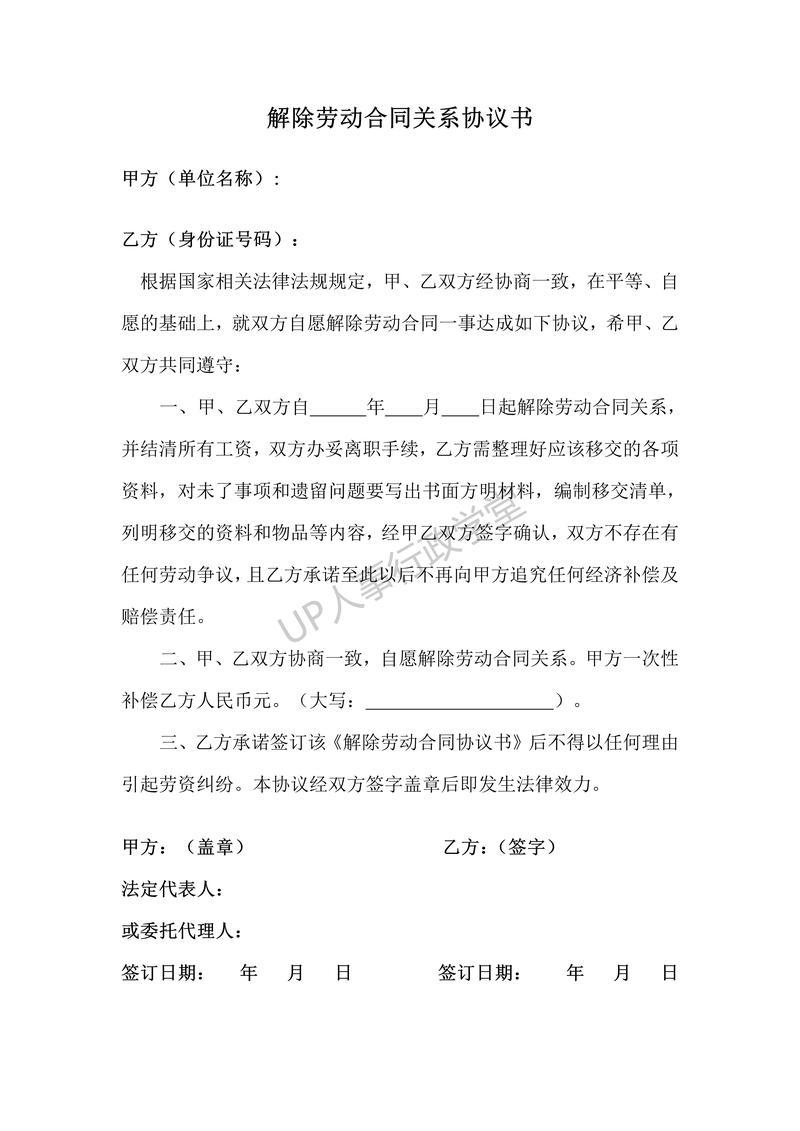 解除劳动合同关系协议书
甲方（单位名称）：
乙方（身份证号码）：
根据国家相关法律法规规定，甲、乙双方经协商一致，在平等、自
愿的基础上，就双方自愿解除劳动合同一事达成如下协议，希甲、乙
双方共同遵守：
一、甲、乙双方自______年____月____日起解除劳动合同关系，
并结清所有工资，双方办妥离职手续，乙方需整理好应该移交的各项
资料，对未了事项和遗留问题要写出书面方明材料，编制移交清单，
列明移交的资料和物品等内容，经甲乙双方签字确认，双方不存在有
任何劳动争议，且乙方承诺至此以后不再向甲方追究任何经济补偿及
赔偿责任。
二、甲、乙双方协商一致，自愿解除劳动合同关系。甲方一次性
补偿乙方人民币元。（大写：____________________）。
三、乙方承诺签订该《解除劳动合同协议书》后不得以任何理由
引起劳资纠纷。本协议经双方签字盖章后即发生法律效力。
甲方：（盖章） 乙方：（签字）
法定代表人：
或委托代理人：
签订日期： 年 月 日 签订日期： 年 月 日
UP人事行政学堂